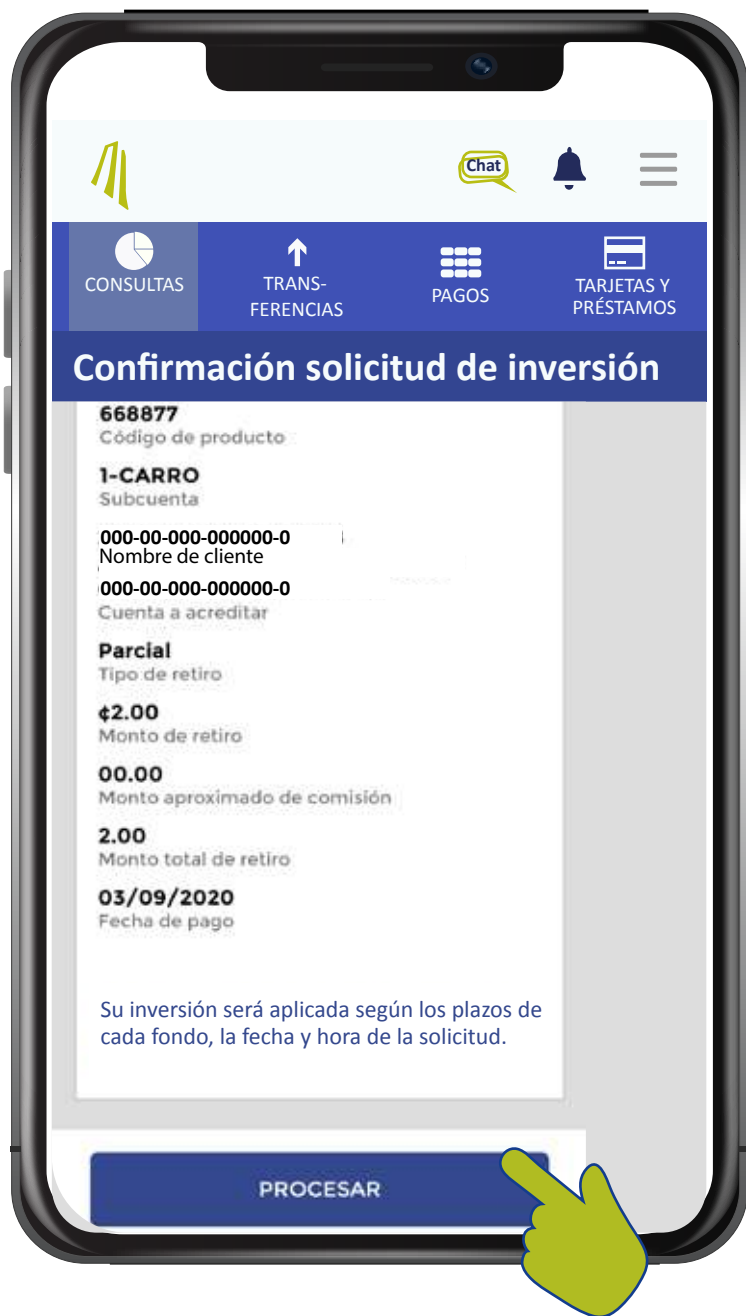 Chat
CONSULTAS
TRANS-
FERENCIAS
PAGOS
TARJETAS Y
PRÉSTAMOS
Confirmación solicitud de inversión
668877
Código de producto
1-CARRO
Subcuenta
000-00-000-000000-0
Nombre de cliente
000-00-000-000000-0
Cuenta a acreditar
Parcial
Tipo de retiro
¢2.00
Monto de retiro
00.00
Monto aproximado de comisión
2.00
Monto total de retiro
03/09/2020
Fecha de pago
Su inversión será aplicada según los plazos de
cada fondo, la fecha y hora de la solicitud.
PROCESAR